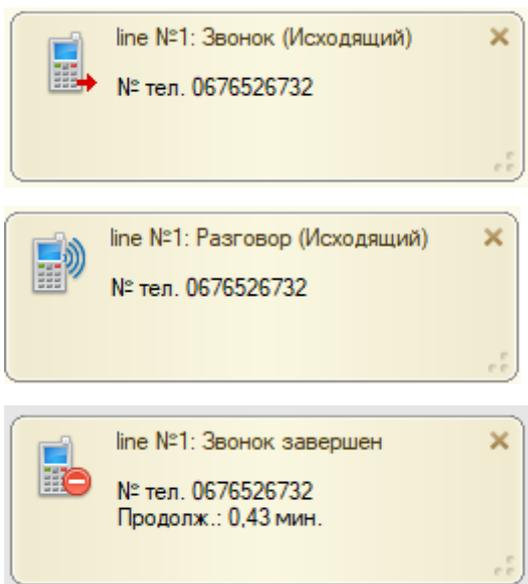 line №1: Звонок (Исходящий)
№ тел. 0676526732
line №1: Разговор (Исходящий)
№ тел. 0676526732
line №1: Звонок завершен
№ тел. 0676526732
Продолж.: 0,43 мин.